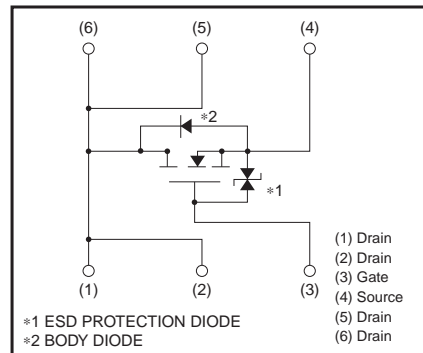 (6) (5) (4)
∗2
∗1
(1) (2) (3)
(1) Drain
(2) Drain
(3) Gate
(4) Source
(5) Drain
(6) Drain
∗1 ESD PROTECTION DIODE
∗2 BODY DIODE